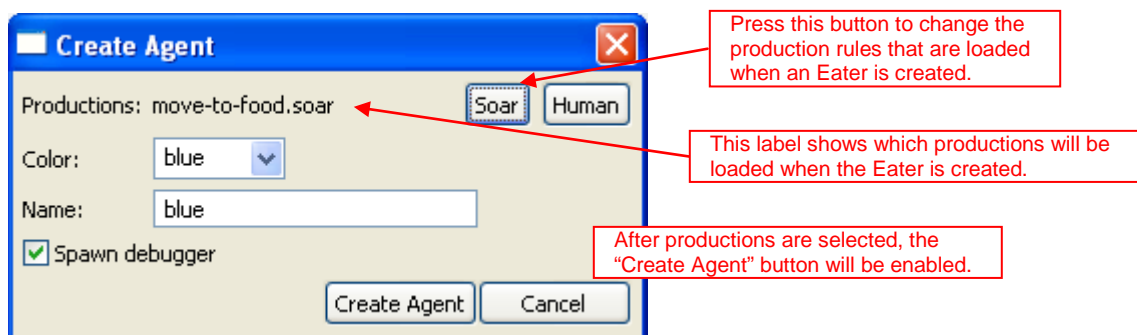 Create Agent
Press this button to change the
production rules that are loaded
when an Eater is created.
Productions: move-to-food.soar
Soar
Human
This label shows which productions will be
loaded when the Eater is created.
Color:
blue
Name:
blue
Spawn debugger
After productions are selected, the
“Create Agent” button will be enabled.
Create Agent
Cancel